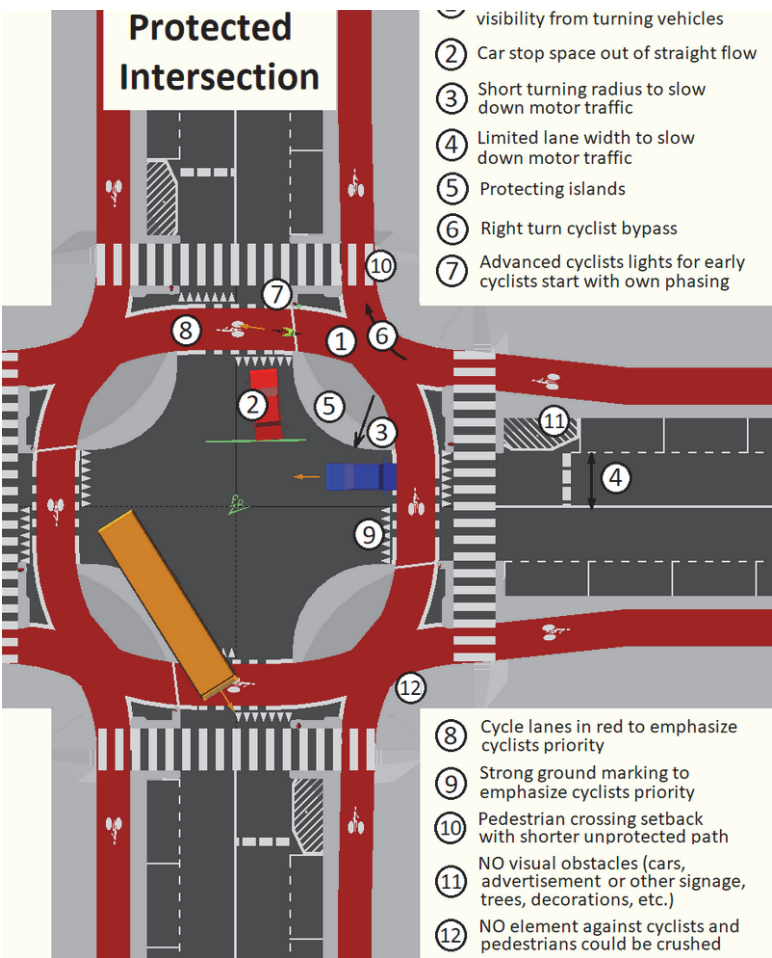 Protected
Intersection
visibility from turning vehicles
2 Car stop space out of straight flow
3 Short turning radius to slow
down motor traffic
4 Limited lane width to slow
down motor traffic
5 Protecting islands
6 Right turn cyclist bypass
7 Advanced cyclists lights for early
cyclists start with own phasing
10
7
8
1
6
2
5
3
11
4
9
12
8 Cycle lanes in red to emphasize
cyclists priority
9 Strong ground marking to
emphasize cyclists priority
10 Pedestrian crossing setback
with shorter unprotected path
11 NO visual obstacles (cars,
advertisement or other signage,
trees, decorations, etc.)
12 NO element against cyclists and
pedestrians could be crushed